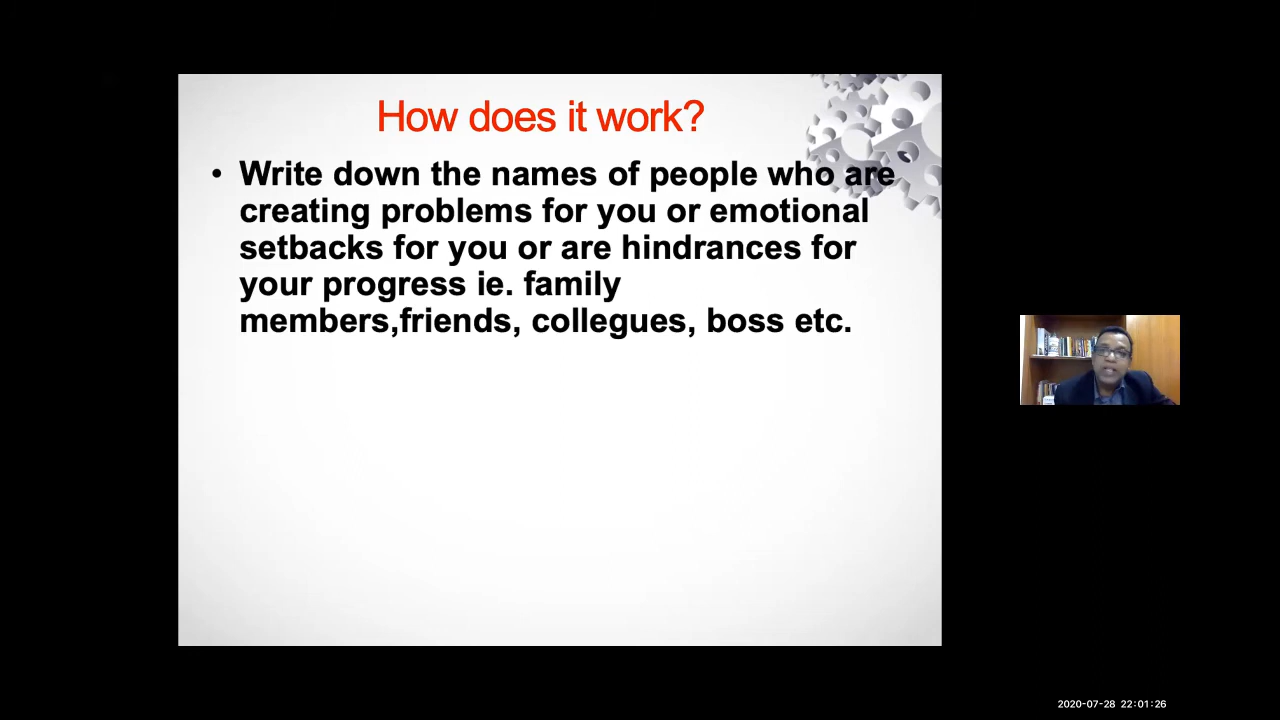 How does it work?
• Write down the names of people who are
creating problems for you or emotional
setbacks for you or are hindrances for
your progress ie. family
members,friends, collegues, boss etc.
2020-07-28 22:01:26